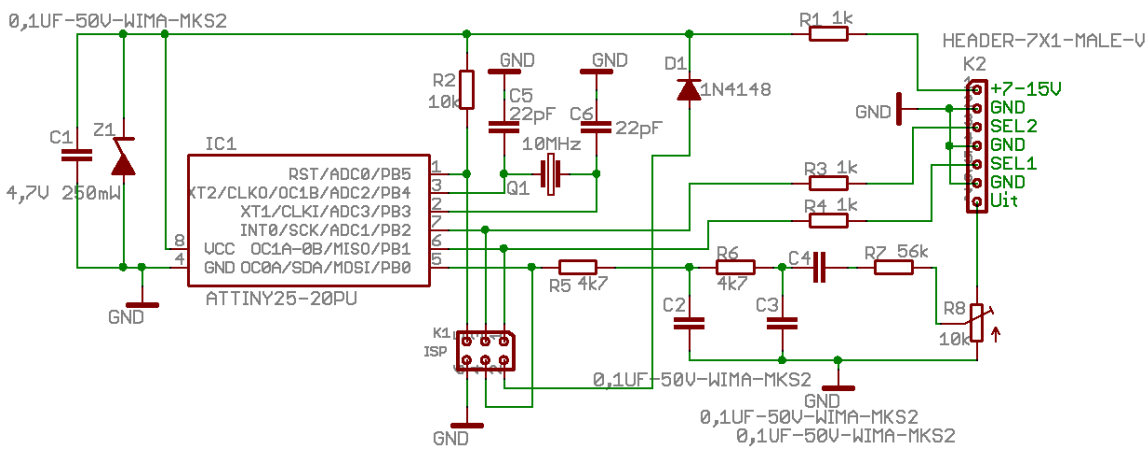 0,1UF-50V-WIMA-MKS2
R1 1k
HEADER-7X1-MALE-V
K2
GND
GND
D1
1N4148
R2
10k
C5
22pF
C6
22pF
+7-15V
GND
GND
SEL2
GND
SEL1
GND
Uit
C1
Z1
4,7V 250mW
IC1
10MHz
Q1
RST/ADC0/PB5
XT2/CLKO/OC1B/ADC2/PB4
XT1/CLKI/ADC3/PB3
INT0/SCK/ADC1/PB2
VCC OC1A-0B/MISO/PB1
GND OC0A/SDA/MOSI/PB0
1
3
2
7
6
5
8
4
ATTINY25-20PU
GND
R3 1k
R4 1k
R5 4k7
R6
4k7
C4
R7 56k
C2
C3
R8
10k
K1
ISP
GND
0,1UF-50V-WIMA-MKS2
GND
0,1UF-50V-WIMA-MKS2
0,1UF-50V-WIMA-MKS2